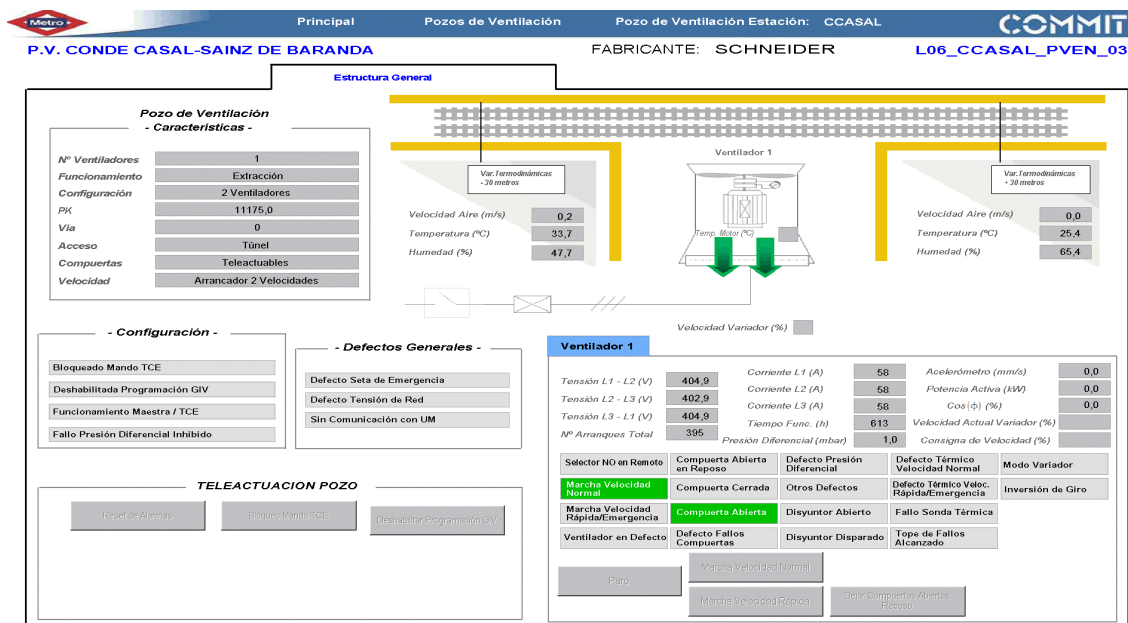 Metro
Principal
Pozos de Ventilación
Pozo de Ventilación Estación: CCASAL
COMMIT
P.V. CONDE CASAL-SAINZ DE BARANDA
FABRICANTE: SCHNEIDER
L06_CCASAL_PVEN_03
Estructura General
Pozo de Ventilación
- Caracteristicas -
Nº Ventiladores 1
Funcionamiento Extracción
Configuración 2 Ventiladores
PK 11175,0
Via 0
Acceso Túnel
Compuertas Teleactuables
Velocidad Arrancador 2 Velocidades
Var.Termodinámicas
- 30 metros
Velocidad Aire (m/s) 0,2
Temperatura (ºC) 33,7
Humedad (%) 47,7
Ventilador 1
Temp. Motor (ºC)
Var.Termodinámicas
+ 30 metros
Velocidad Aire (m/s) 0,0
Temperatura (ºC) 25,4
Humedad (%) 65,4
Velocidad Variador (%)
- Configuración -
Bloqueado Mando TCE
Deshabilitada Programación GIV
Funcionamiento Maestra / TCE
Fallo Presión Diferencial Inhibido
- Defectos Generales -
Defecto Seta de Emergencia
Defecto Tensión de Red
Sin Comunicación con UM
TELEACTUACION POZO
Reset de Alarmas
Bloqueo Mando TCE
Deshabilitar Programación GIV
Ventilador 1
Tensión L1 - L2 (V) 404,9
Tensión L2 - L3 (V) 402,9
Tensión L3 - L1 (V) 404,9
Nº Arranques Total 395
Corriente L1 (A) 58
Corriente L2 (A) 58
Corriente L3 (A) 58
Tiempo Func. (h) 613
Presión Diferencial (mbar) 1,0
Acelerómetro (mm/s) 0,0
Potencia Activa (kW) 0,0
Cos(ϕ) (%) 0,0
Velocidad Actual Variador (%)
Consigna de Velocidad (%)
Selector NO en Remoto
Compuerta Abierta
en Reposo
Defecto Presión
Diferencial
Defecto Térmico
Velocidad Normal
Modo Variador
Marcha Velocidad
Normal
Compuerta Cerrada
Otros Defectos
Defecto Térmico Veloc.
Rápida/Emergencia
Inversión de Giro
Marcha Velocidad
Rápida/Emergencia
Compuerta Abierta
Disyuntor Abierto
Fallo Sonda Térmica
Ventilador en Defecto
Defecto Fallos
Compuertas
Disyuntor Disparado
Tope de Fallos
Alcanzado
Paro
Marcha Velocidad Normal
Marcha Velocidad Rápida
Dejar Compuertas Abiertas
Reposo